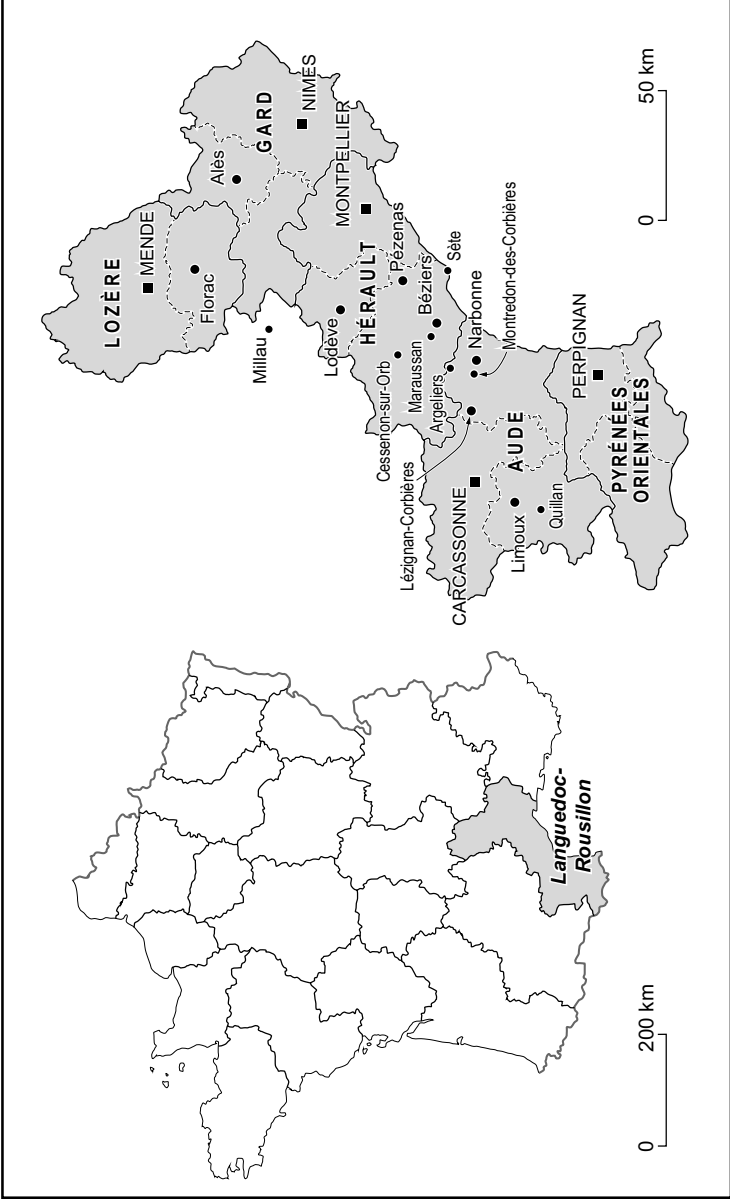 Languedoc-
Rousillon
0
200 km
LOZÈRE
MENDE
Florac
Millau
Alès
GARD
NIMES
MONTPELLIER
Lodève
HÉRAULT
Pézenas
Cessenon-sur-Orb
Maraussan
Béziers
Sète
Argeliers
Narbonne
Montredon-des-Corbières
Lézignan-Corbières
CARCASSONNE
AUDE
Limoux
Quillan
PERPIGNAN
PYRÉNÉES
ORIENTALES
0
50 km